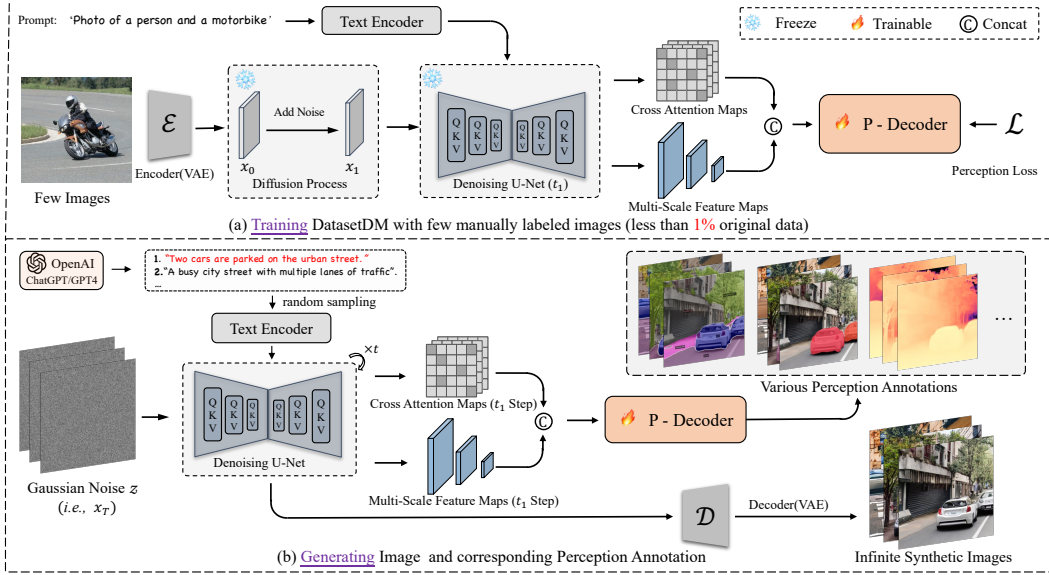 Prompt: 'Photo of a person and a motorbike'
Text Encoder
Freeze
Trainable
C Concat
Few Images
ℰ
Encoder(VAE)
Add Noise
x₀
x₁
Diffusion Process
Q K V
Q K V
Q K V
Q K V
Q K V
Q K V
Denoising U-Net (t₁)
Cross Attention Maps
Multi-Scale Feature Maps
C
P - Decoder
ℒ
Perception Loss
(a) Training DatasetDM with few manually labeled images (less than 1% original data)
OpenAI
ChatGPT/GPT4
1. "Two cars are parked on the urban street."
2. "A busy city street with multiple lanes of traffic".
...
random sampling
Text Encoder
×t
Q K V
Q K V
Q K V
Q K V
Q K V
Q K V
Denoising U-Net
Gaussian Noise z
(i.e., x_T)
Cross Attention Maps (t₁ Step)
Multi-Scale Feature Maps (t₁ Step)
C
P - Decoder
...
Various Perception Annotations
𝒟
Decoder(VAE)
Infinite Synthetic Images
(b) Generating Image and corresponding Perception Annotation